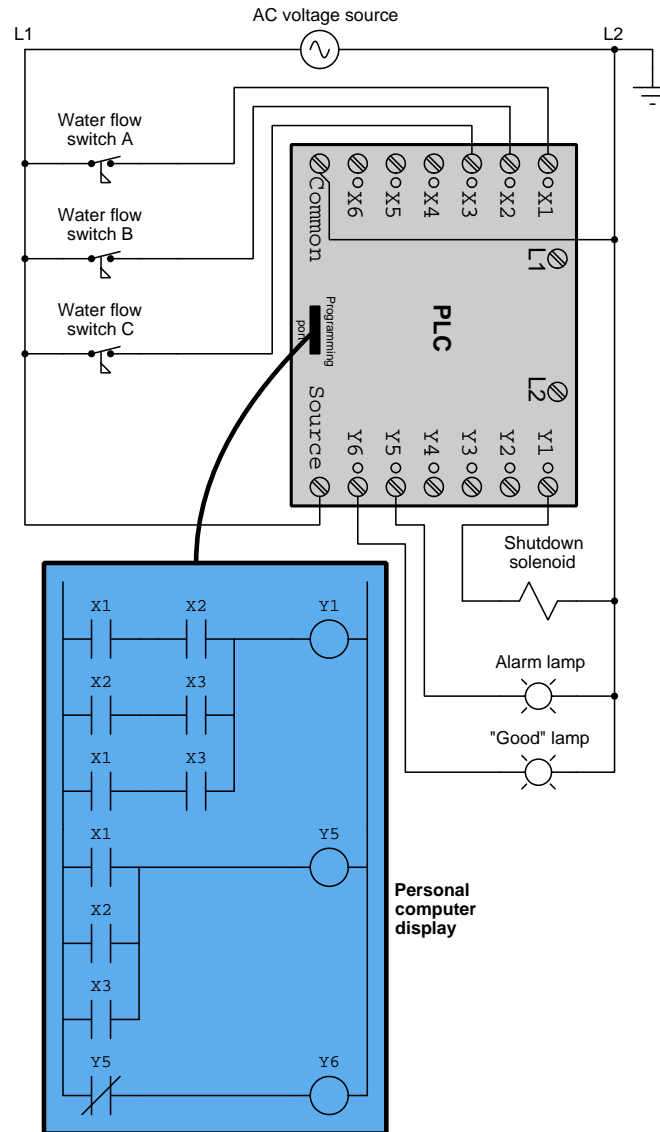 AC voltage source
L1
L2
Water flow
switch A
Water flow
switch B
Water flow
switch C
Common
X6
X5
X4
X3
X2
X1
L1
Programming
port
PLC
L2
Source
Y6
Y5
Y4
Y3
Y2
Y1
Shutdown
solenoid
Alarm lamp
"Good" lamp
X1
X2
Y1
X2
X3
X1
X3
X1
Y5
X2
X3
Y5
Y6
Personal
computer
display